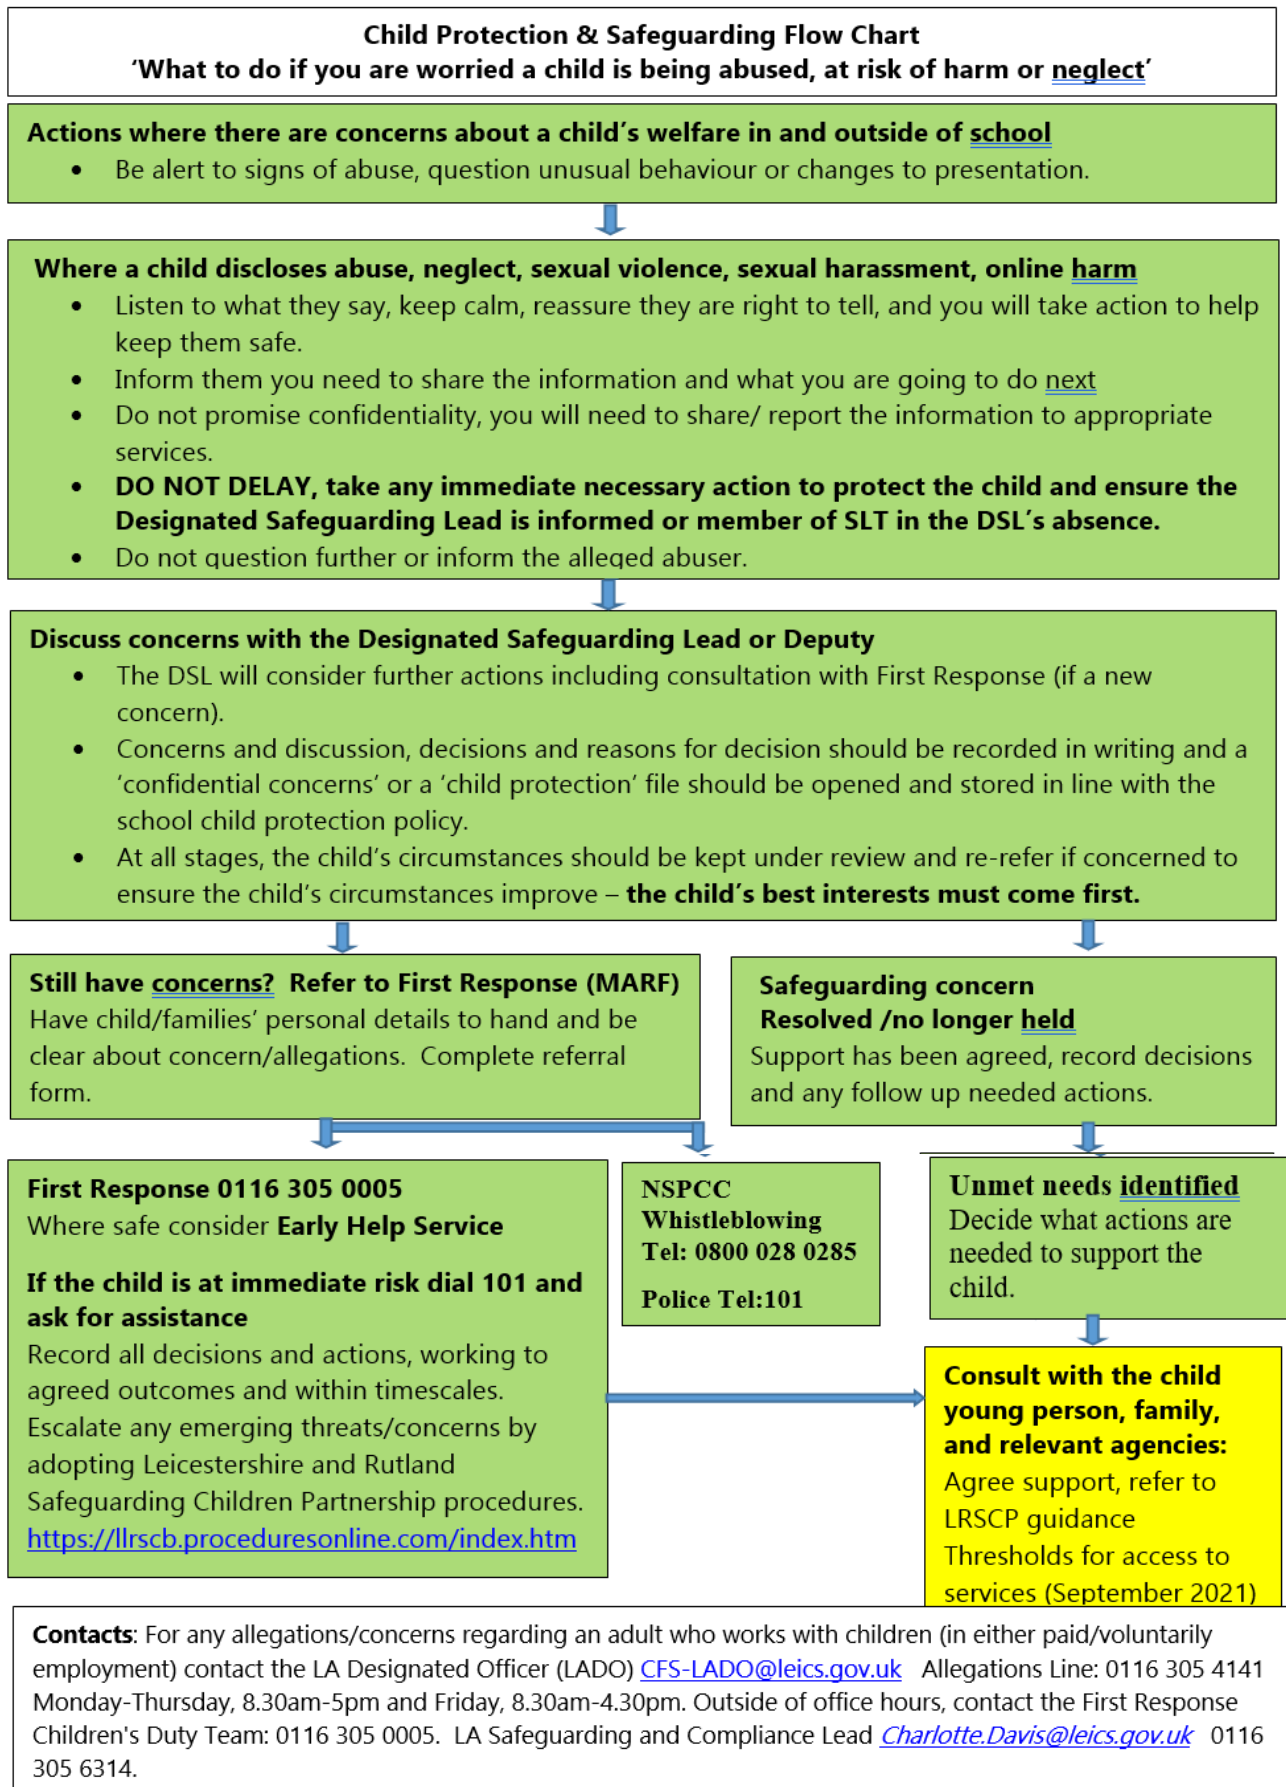 Child Protection & Safeguarding Flow Chart
‘What to do if you are worried a child is being abused, at risk of harm or neglect’
Actions where there are concerns about a child’s welfare in and outside of school
• Be alert to signs of abuse, question unusual behaviour or changes to presentation.
Where a child discloses abuse, neglect, sexual violence, sexual harassment, online harm
• Listen to what they say, keep calm, reassure they are right to tell, and you will take action to help
keep them safe.
• Inform them you need to share the information and what you are going to do next
• Do not promise confidentiality, you will need to share/ report the information to appropriate
services.
• DO NOT DELAY, take any immediate necessary action to protect the child and ensure the
Designated Safeguarding Lead is informed or member of SLT in the DSL’s absence.
• Do not question further or inform the alleged abuser.
Discuss concerns with the Designated Safeguarding Lead or Deputy
• The DSL will consider further actions including consultation with First Response (if a new
concern).
• Concerns and discussion, decisions and reasons for decision should be recorded in writing and a
‘confidential concerns’ or a ‘child protection’ file should be opened and stored in line with the
school child protection policy.
• At all stages, the child’s circumstances should be kept under review and re-refer if concerned to
ensure the child’s circumstances improve – the child’s best interests must come first.
Still have concerns?  Refer to First Response (MARF)
Have child/families’ personal details to hand and be
clear about concern/allegations.  Complete referral
form.
Safeguarding concern
Resolved /no longer held
Support has been agreed, record decisions
and any follow up needed actions.
First Response 0116 305 0005
Where safe consider Early Help Service
If the child is at immediate risk dial 101 and
ask for assistance
Record all decisions and actions, working to
agreed outcomes and within timescales.
Escalate any emerging threats/concerns by
adopting Leicestershire and Rutland
Safeguarding Children Partnership procedures.
https://llrscb.proceduresonline.com/index.htm
NSPCC
Whistleblowing
Tel: 0800 028 0285
Police Tel:101
Unmet needs identified
Decide what actions are
needed to support the
child.
Consult with the child
young person, family,
and relevant agencies:
Agree support, refer to
LRSCP guidance
Thresholds for access to
services (September 2021)
Contacts: For any allegations/concerns regarding an adult who works with children (in either paid/voluntarily
employment) contact the LA Designated Officer (LADO) CFS-LADO@leics.gov.uk   Allegations Line: 0116 305 4141
Monday-Thursday, 8.30am-5pm and Friday, 8.30am-4.30pm. Outside of office hours, contact the First Response
Children's Duty Team: 0116 305 0005.  LA Safeguarding and Compliance Lead Charlotte.Davis@leics.gov.uk   0116
305 6314.